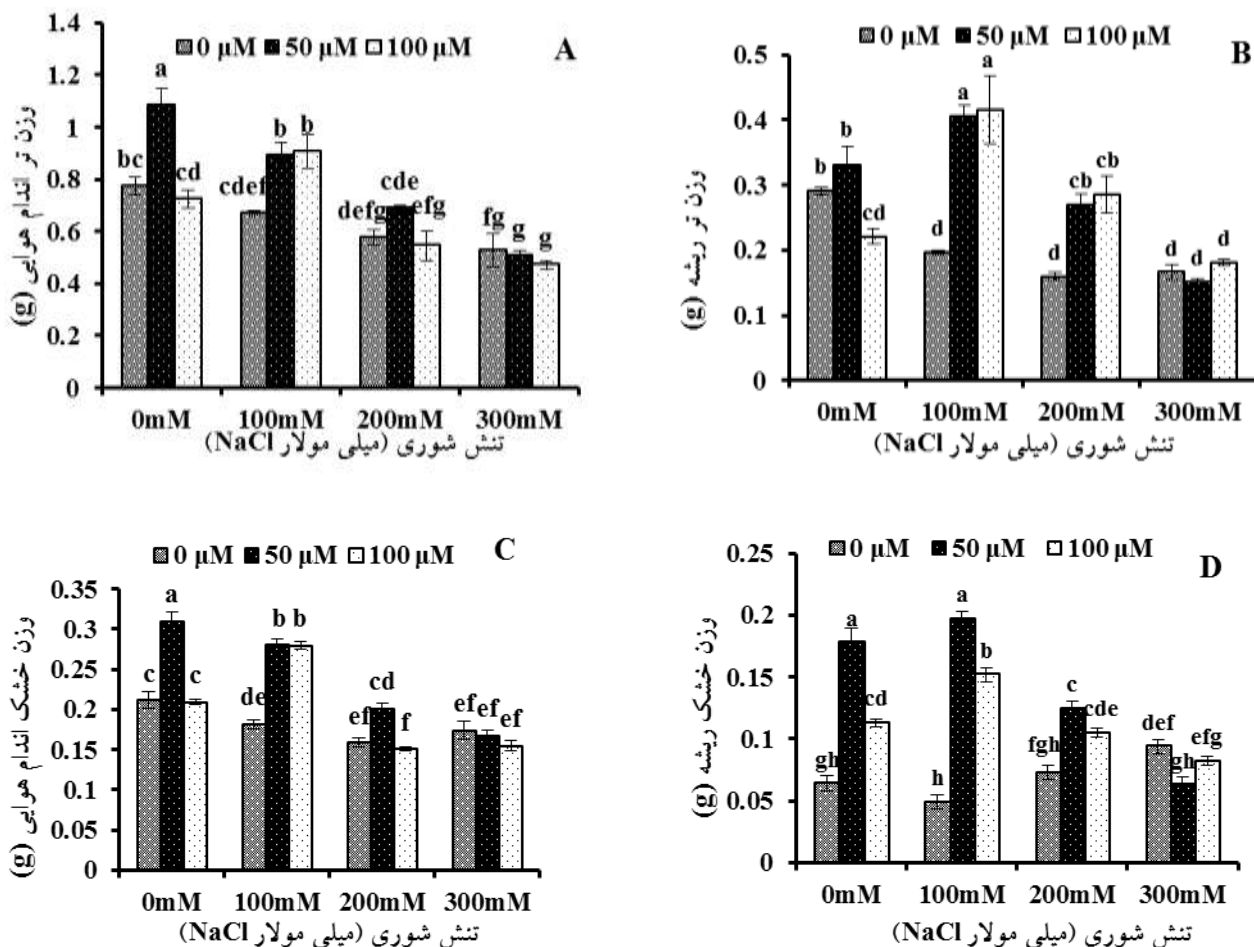 A
0 µM 50 µM 100 µM
وزن تر اندام هوایی (g)
1.4
1.2
1
0.8
0.6
0.4
0.2
0
bc a cd
cdef b b
defg cde efg
fg g g
0mM 100mM 200mM 300mM
تنش شوری (میلی مولار NaCl)
B
0 µM 50 µM 100 µM
وزن تر ریشه (g)
0.5
0.4
0.3
0.2
0.1
0
b b cd
d a a
d cb cb
d d d
0mM 100mM 200mM 300mM
تنش شوری (میلی مولار NaCl)
C
0 µM 50 µM 100 µM
وزن خشک اندام هوایی (g)
0.35
0.3
0.25
0.2
0.15
0.1
0.05
0
c a c
de b b
ef cd f
ef ef ef
0mM 100mM 200mM 300mM
تنش شوری (میلی مولار NaCl)
D
0 µM 50 µM 100 µM
وزن خشک ریشه (g)
0.25
0.2
0.15
0.1
0.05
0
gh a cd
h a b
fgh c cde
def gh efg
0mM 100mM 200mM 300mM
تنش شوری (میلی مولار NaCl)